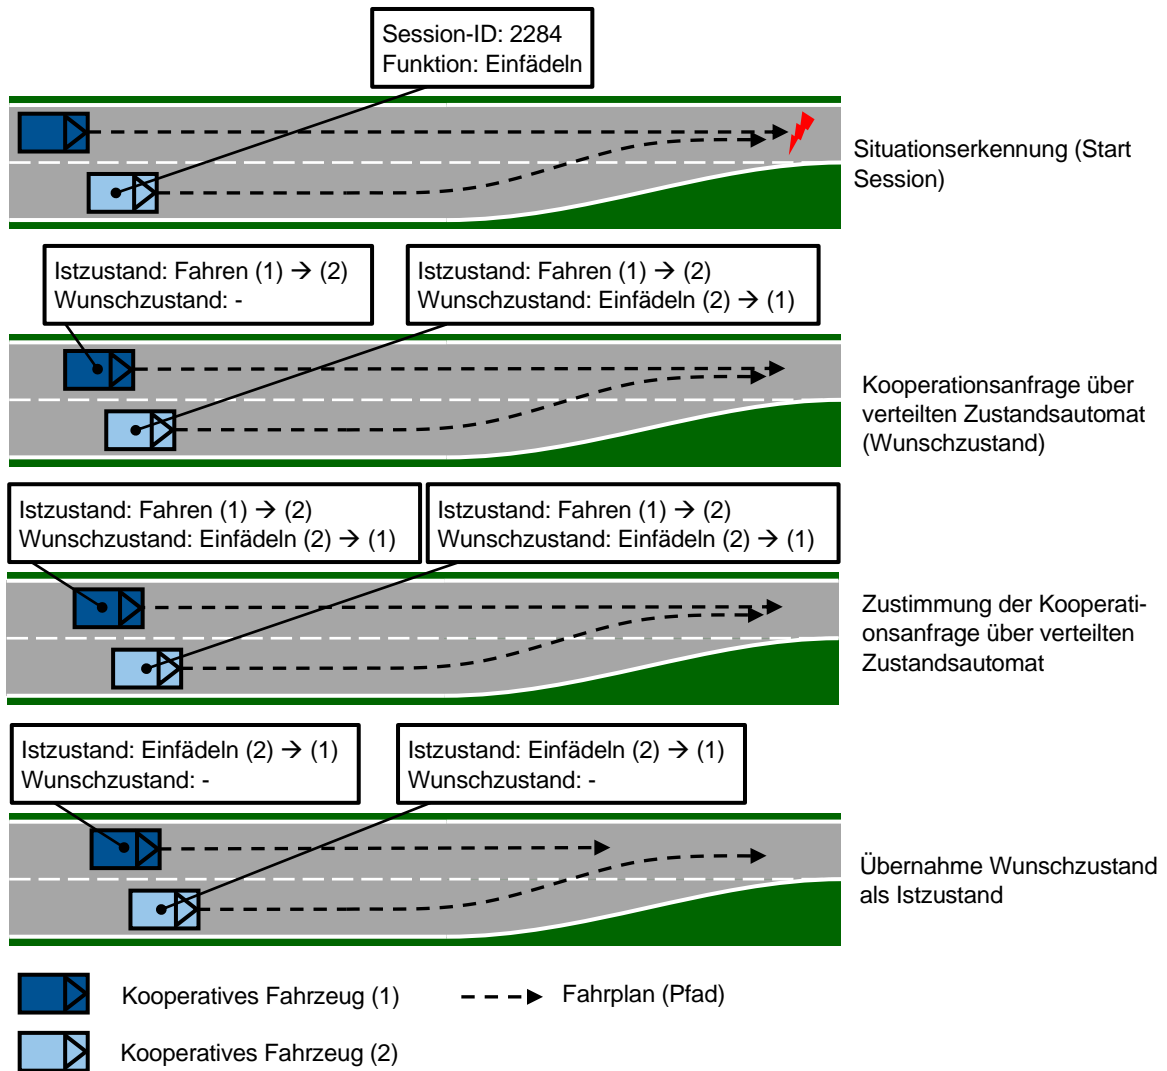 Session-ID: 2284
Funktion: Einfädeln
Situationserkennung (Start
Session)
Istzustand: Fahren (1) → (2)
Wunschzustand: -
Istzustand: Fahren (1) → (2)
Wunschzustand: Einfädeln (2) → (1)
Kooperationsanfrage über
verteilten Zustandsautomat
(Wunschzustand)
Istzustand: Fahren (1) → (2)
Wunschzustand: Einfädeln (2) → (1)
Istzustand: Fahren (1) → (2)
Wunschzustand: Einfädeln (2) → (1)
Zustimmung der Kooperati-
onsanfrage über verteilten
Zustandsautomat
Istzustand: Einfädeln (2) → (1)
Wunschzustand: -
Istzustand: Einfädeln (2) → (1)
Wunschzustand: -
Übernahme Wunschzustand
als Istzustand
Kooperatives Fahrzeug (1)
Fahrplan (Pfad)
Kooperatives Fahrzeug (2)